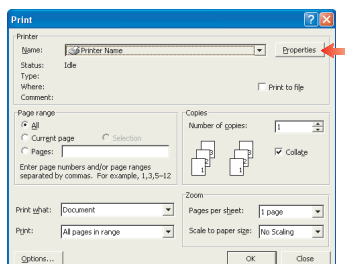 Print
Printer
Name: Printer Name Properties
Status: Idle
Type:
Where: Print to file
Comment:
Page range
All
Current page Selection
Pages:
Enter page numbers and/or page ranges
separated by commas. For example, 1,3,5–12
Copies
Number of copies: 1
Collate
Print what: Document
Print: All pages in range
Zoom
Pages per sheet: 1 page
Scale to paper size: No Scaling
Options... OK Close